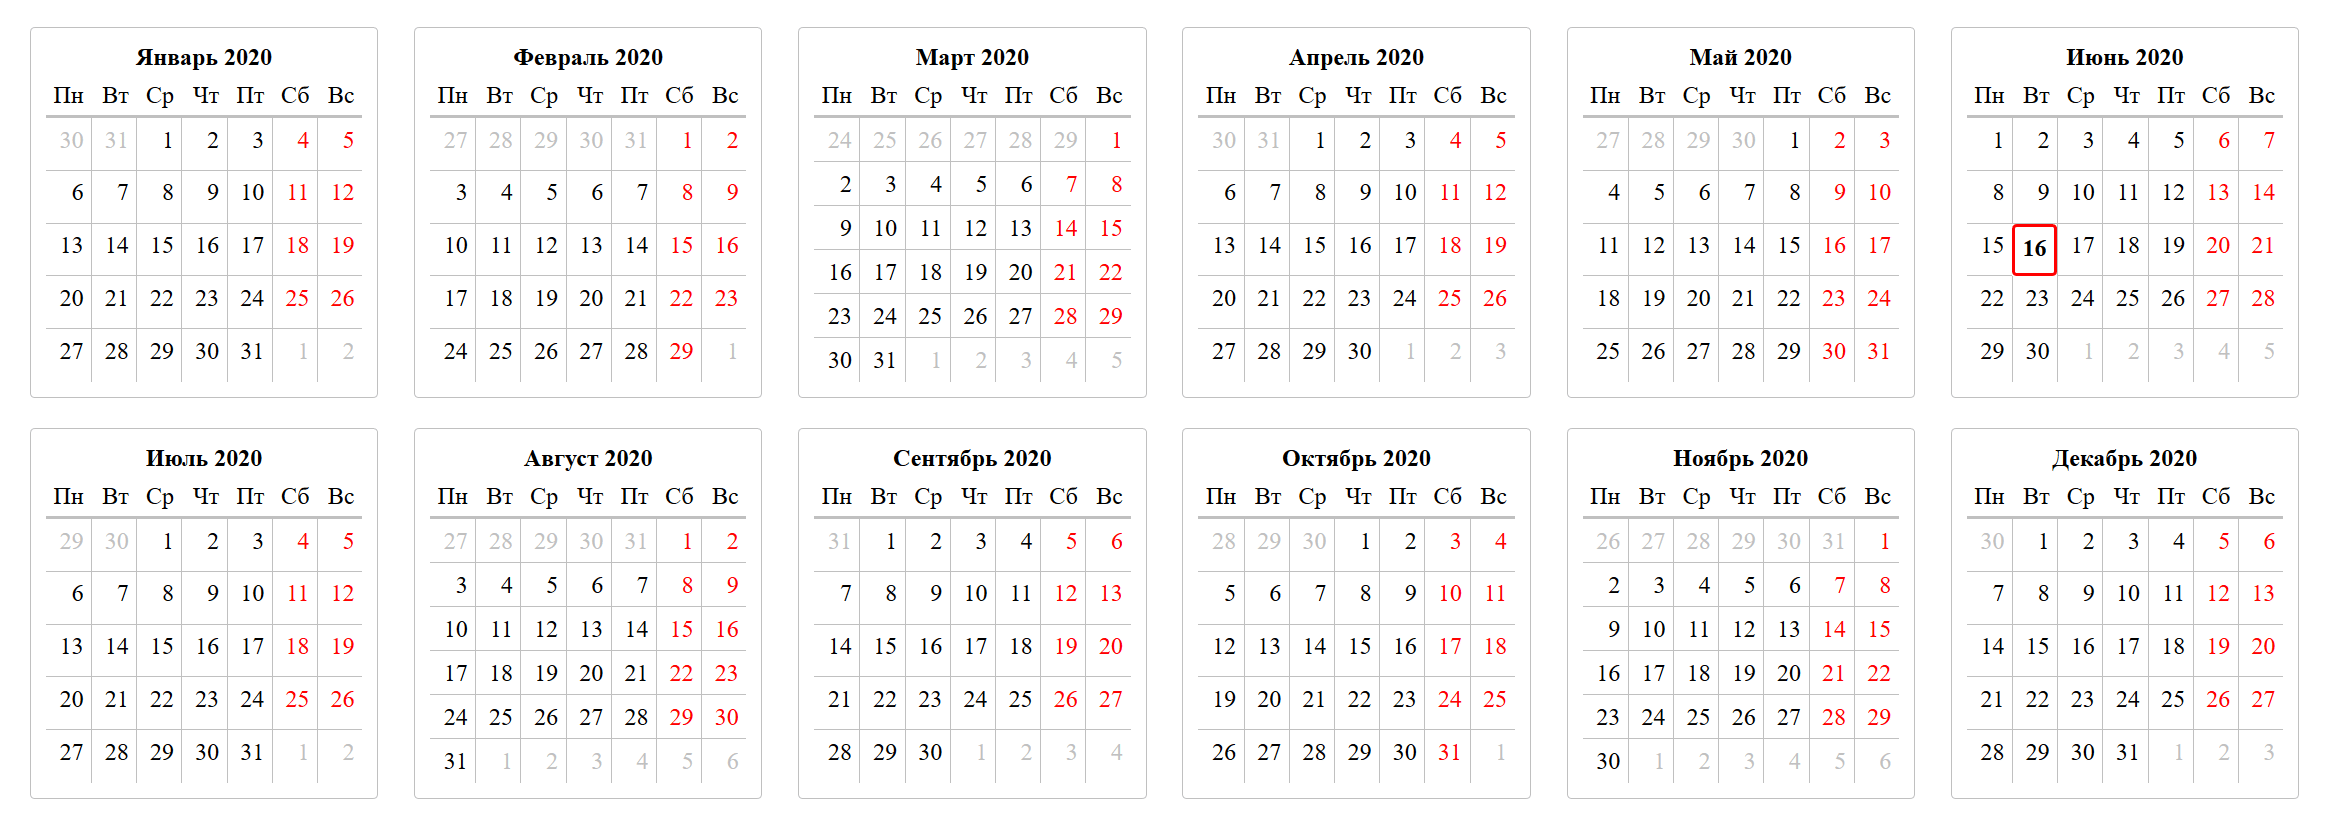 Январь 2020
Пн Вт Ср Чт Пт Сб Вс
30 31 1 2 3 4 5
6 7 8 9 10 11 12
13 14 15 16 17 18 19
20 21 22 23 24 25 26
27 28 29 30 31 1 2
Февраль 2020
Пн Вт Ср Чт Пт Сб Вс
27 28 29 30 31 1 2
3 4 5 6 7 8 9
10 11 12 13 14 15 16
17 18 19 20 21 22 23
24 25 26 27 28 29 1
Март 2020
Пн Вт Ср Чт Пт Сб Вс
24 25 26 27 28 29 1
2 3 4 5 6 7 8
9 10 11 12 13 14 15
16 17 18 19 20 21 22
23 24 25 26 27 28 29
30 31 1 2 3 4 5
Апрель 2020
Пн Вт Ср Чт Пт Сб Вс
30 31 1 2 3 4 5
6 7 8 9 10 11 12
13 14 15 16 17 18 19
20 21 22 23 24 25 26
27 28 29 30 1 2 3
Май 2020
Пн Вт Ср Чт Пт Сб Вс
27 28 29 30 1 2 3
4 5 6 7 8 9 10
11 12 13 14 15 16 17
18 19 20 21 22 23 24
25 26 27 28 29 30 31
Июнь 2020
Пн Вт Ср Чт Пт Сб Вс
1 2 3 4 5 6 7
8 9 10 11 12 13 14
15 16 17 18 19 20 21
22 23 24 25 26 27 28
29 30 1 2 3 4 5
Июль 2020
Пн Вт Ср Чт Пт Сб Вс
29 30 1 2 3 4 5
6 7 8 9 10 11 12
13 14 15 16 17 18 19
20 21 22 23 24 25 26
27 28 29 30 31 1 2
Август 2020
Пн Вт Ср Чт Пт Сб Вс
27 28 29 30 31 1 2
3 4 5 6 7 8 9
10 11 12 13 14 15 16
17 18 19 20 21 22 23
24 25 26 27 28 29 30
31 1 2 3 4 5 6
Сентябрь 2020
Пн Вт Ср Чт Пт Сб Вс
31 1 2 3 4 5 6
7 8 9 10 11 12 13
14 15 16 17 18 19 20
21 22 23 24 25 26 27
28 29 30 1 2 3 4
Октябрь 2020
Пн Вт Ср Чт Пт Сб Вс
28 29 30 1 2 3 4
5 6 7 8 9 10 11
12 13 14 15 16 17 18
19 20 21 22 23 24 25
26 27 28 29 30 31 1
Ноябрь 2020
Пн Вт Ср Чт Пт Сб Вс
26 27 28 29 30 31 1
2 3 4 5 6 7 8
9 10 11 12 13 14 15
16 17 18 19 20 21 22
23 24 25 26 27 28 29
30 1 2 3 4 5 6
Декабрь 2020
Пн Вт Ср Чт Пт Сб Вс
30 1 2 3 4 5 6
7 8 9 10 11 12 13
14 15 16 17 18 19 20
21 22 23 24 25 26 27
28 29 30 31 1 2 3